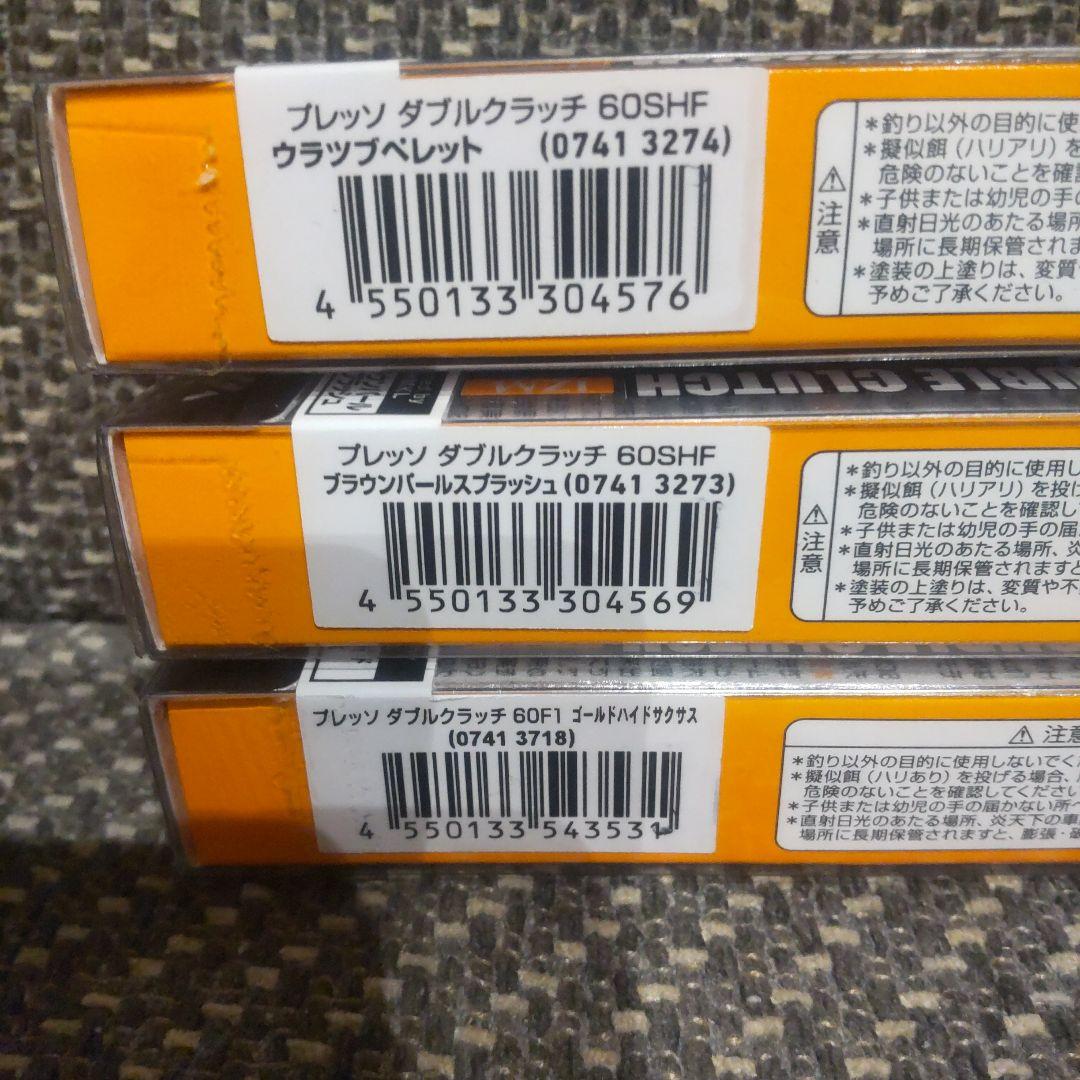 プレッソ ダブルクラッチ 60SHF
ウラツブペレット (0741 3274)
4 550133 304576
⚠注意
*釣り以外の目的に使
*擬似餌（ハリアリ）を
危険のないことを確認
*子供または幼児の手の
*直射日光のあたる場所
場所に長期保管されま
*塗装の上塗りは、変質
予めご了承ください。
UBLE CLUTCH
プレッソ ダブルクラッチ 60SHF
ブラウンパールスプラッシュ(0741 3273)
4 550133 304569
⚠注意
*釣り以外の目的に使用し
*擬似餌（ハリアリ）を投げ
危険のないことを確認して
*子供または幼児の手の届
*直射日光のあたる場所、炎
場所に長期保管されますと
*塗装の上塗りは、変質や不
予めご了承ください。
プレッソ ダブルクラッチ 60F1 ゴールドハイドサクサス
(0741 3718)
4 550133 543531
⚠ 注意
*釣り以外の目的に使用しないでく
*擬似餌（ハリあり）を投げる場合、
危険のないことを確認してください
*子供または幼児の手の届かない所へ
*直射日光のあたる場所、炎天下の車
場所に長期保管されますと、膨張・